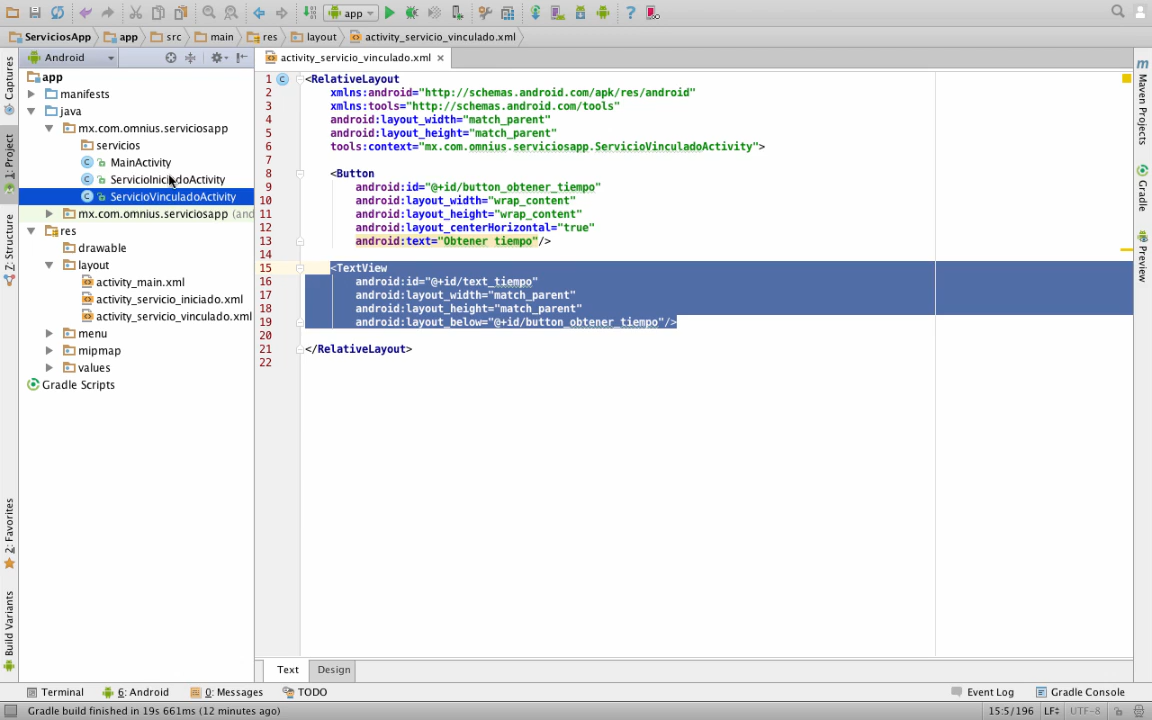 app
ServiciosApp app src main res layout activity_servicio_vinculado.xml
Captures
1: Project
Z: Structure
2: Favorites
Build Variants
Android
app
manifests
java
mx.com.omnius.serviciosapp
servicios
MainActivity
ServicioIniciadoActivity
ServicioVinculadoActivity
mx.com.omnius.serviciosapp (and
res
drawable
layout
activity_main.xml
activity_servicio_iniciado.xml
activity_servicio_vinculado.xml
menu
mipmap
values
Gradle Scripts
activity_servicio_vinculado.xml ×
1 <RelativeLayout
2 xmlns:android="http://schemas.android.com/apk/res/android"
3 xmlns:tools="http://schemas.android.com/tools"
4 android:layout_width="match_parent"
5 android:layout_height="match_parent"
6 tools:context="mx.com.omnius.serviciosapp.ServicioVinculadoActivity">
7
8 <Button
9 android:id="@+id/button_obtener_tiempo"
10 android:layout_width="wrap_content"
11 android:layout_height="wrap_content"
12 android:layout_centerHorizontal="true"
13 android:text="Obtener tiempo"/>
14
15 <TextView
16 android:id="@+id/text_tiempo"
17 android:layout_width="match_parent"
18 android:layout_height="match_parent"
19 android:layout_below="@+id/button_obtener_tiempo"/>
20
21 </RelativeLayout>
22
Text Design
m Maven Projects
Gradle
Preview
Terminal 6: Android 0: Messages TODO Event Log Gradle Console
Gradle build finished in 19s 661ms (12 minutes ago) 15:5/196 LF÷ UTF-8 ÷